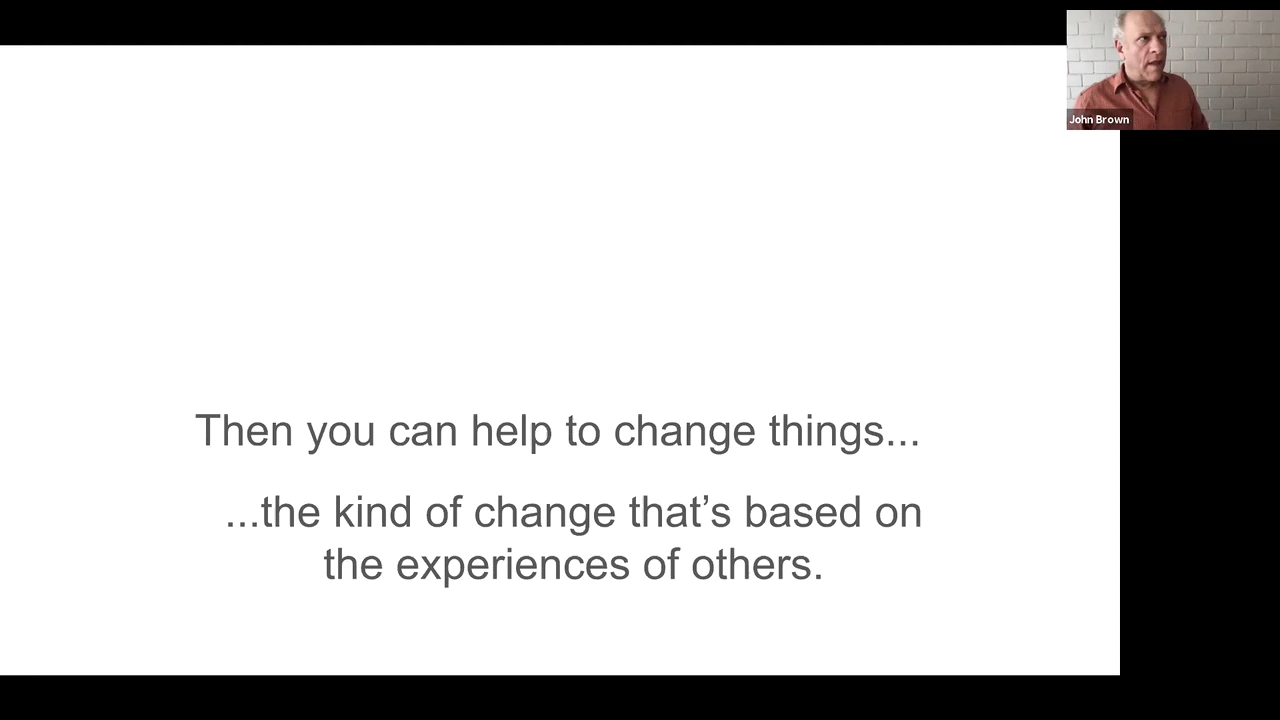 John Brown
Then you can help to change things...
...the kind of change that’s based on
the experiences of others.